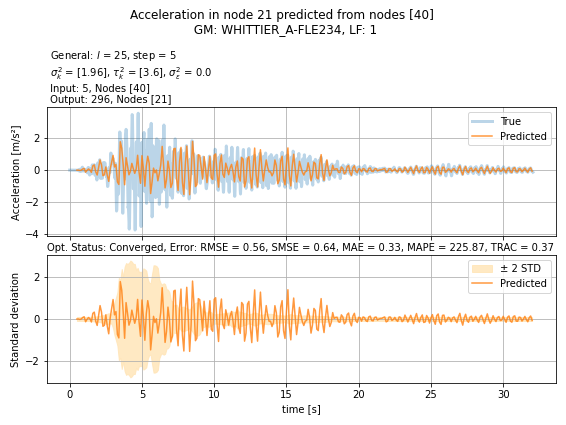 Acceleration in node 21 predicted from nodes [40]
GM: WHITTIER_A-FLE234, LF: 1
General: l = 25, step = 5
σ²ₖ = [1.96], τ²ₖ = [3.6], σ²ε = 0.0
Input: 5, Nodes [40]
Output: 296, Nodes [21]
Acceleration [m/s²]
2
0
−2
−4
True
Predicted
Opt. Status: Converged, Error: RMSE = 0.56, SMSE = 0.64, MAE = 0.33, MAPE = 225.87, TRAC = 0.37
Standard deviation
2
0
−2
± 2 STD
Predicted
0 5 10 15 20 25 30
time [s]